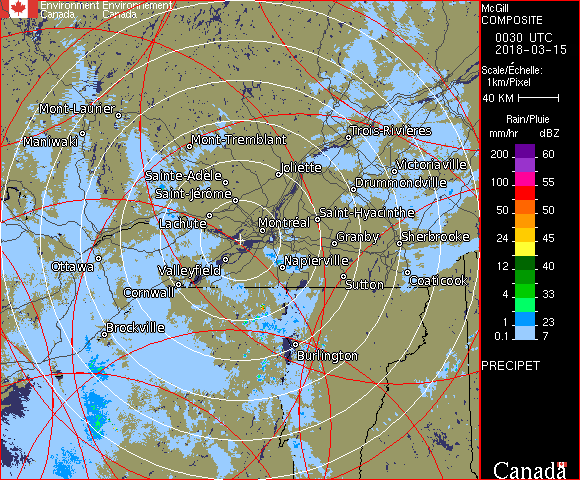 Environment Environnement
Canada Canada
McGill
COMPOSITE
0030 UTC
2018-03-15
Scale/Échelle:
1km/Pixel
40 KM
Rain/Pluie
mm/hr dBZ
200 60
150 57
100 55
50 50
24 45
12 40
4 33
1 23
0.1 7
PRECIPET
Canada
Mont-Laurier
Maniwaki
Mont-Tremblant
Trois-Rivières
Joliette
Victoriaville
Sainte-Adèle
Drummondville
Saint-Jérôme
Saint-Hyacinthe
Lachute
Montréal
Granby
Sherbrooke
Ottawa
Valleyfield
Napierville
Sutton
Coaticook
Cornwall
Brockville
Burlington